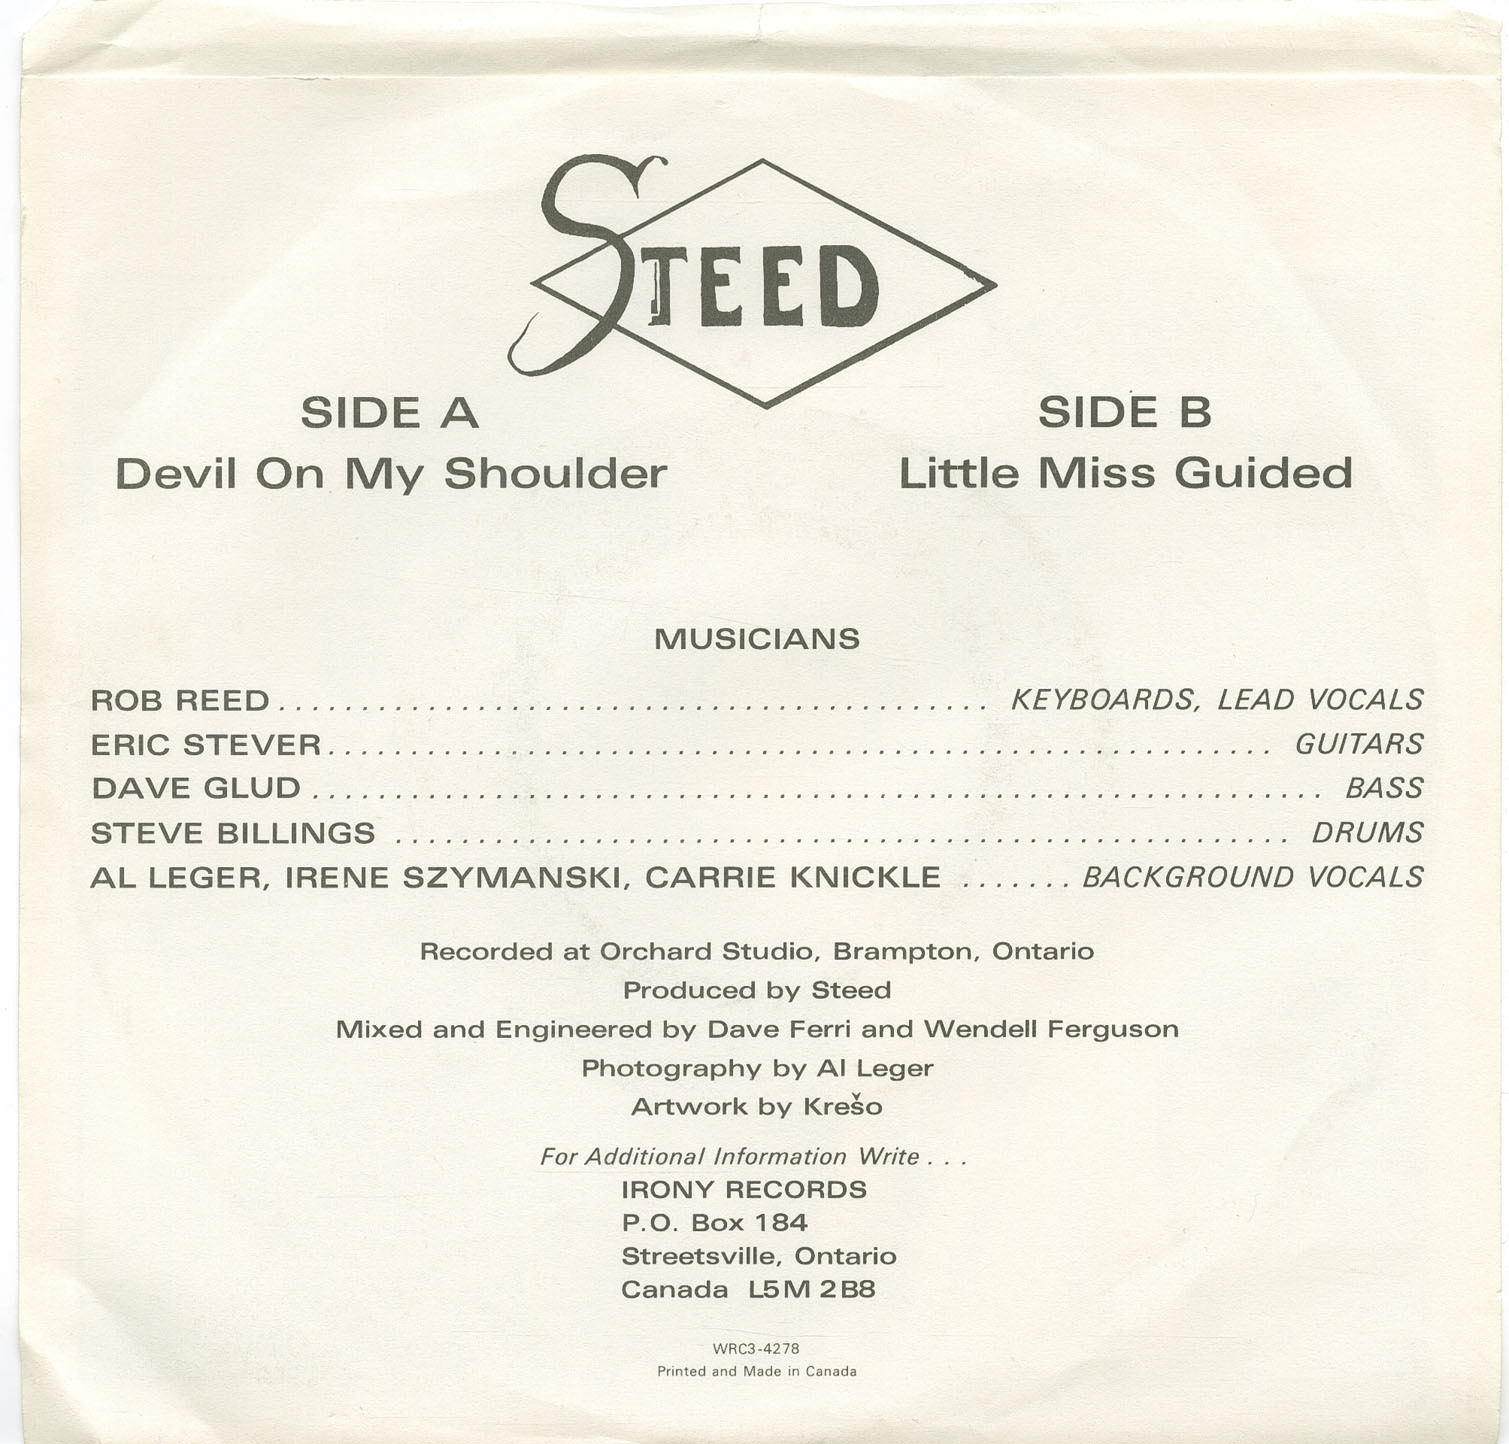 STEED
SIDE A
Devil On My Shoulder
SIDE B
Little Miss Guided
MUSICIANS
ROB REED . . . . . . . . . . . . . . . . . . . . . . . . . . . . . . . . . . . . . . . . . . . . KEYBOARDS, LEAD VOCALS
ERIC STEVER . . . . . . . . . . . . . . . . . . . . . . . . . . . . . . . . . . . . . . . . . . . . . . . . . . . . . . . . . . GUITARS
DAVE GLUD . . . . . . . . . . . . . . . . . . . . . . . . . . . . . . . . . . . . . . . . . . . . . . . . . . . . . . . . . . . . . . BASS
STEVE BILLINGS . . . . . . . . . . . . . . . . . . . . . . . . . . . . . . . . . . . . . . . . . . . . . . . . . . . . . . . DRUMS
AL LEGER, IRENE SZYMANSKI, CARRIE KNICKLE . . . . . . . BACKGROUND VOCALS
Recorded at Orchard Studio, Brampton, Ontario
Produced by Steed
Mixed and Engineered by Dave Ferri and Wendell Ferguson
Photography by Al Leger
Artwork by Krešo
For Additional Information Write . . .
IRONY RECORDS
P.O. Box 184
Streetsville, Ontario
Canada L5M 2B8
WRC3-4278
Printed and Made in Canada